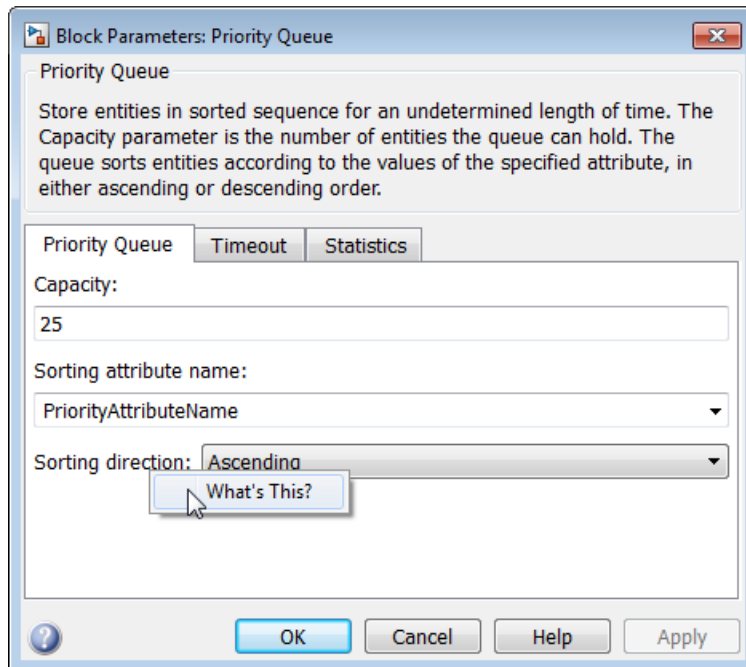 Block Parameters: Priority Queue
Priority Queue
Store entities in sorted sequence for an undetermined length of time. The
Capacity parameter is the number of entities the queue can hold. The
queue sorts entities according to the values of the specified attribute, in
either ascending or descending order.
Priority Queue Timeout Statistics
Capacity:
25
Sorting attribute name:
PriorityAttributeName
Sorting direction: Ascending
What's This?
OK Cancel Help Apply